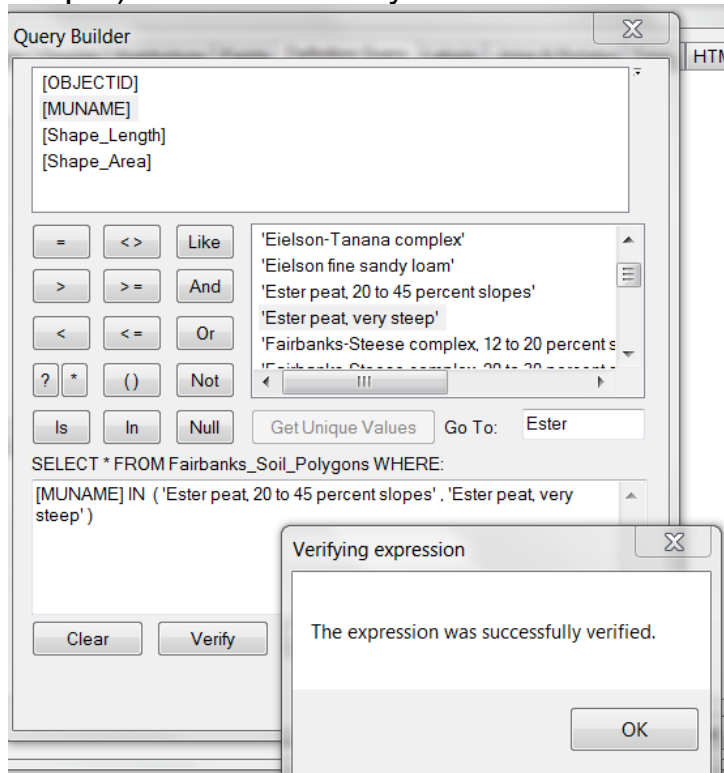 Query Builder
HTM
[OBJECTID]
[MUNAME]
[Shape_Length]
[Shape_Area]
= <> Like
> >= And
< <= Or
? * () Not
Is In Null
'Eielson-Tanana complex'
'Eielson fine sandy loam'
'Ester peat, 20 to 45 percent slopes'
'Ester peat, very steep'
'Fairbanks-Steese complex, 12 to 20 percent s
Get Unique Values Go To: Ester
SELECT * FROM Fairbanks_Soil_Polygons WHERE:
[MUNAME] IN ( 'Ester peat, 20 to 45 percent slopes' , 'Ester peat, very
steep' )
Clear Verify
Verifying expression
The expression was successfully verified.
OK